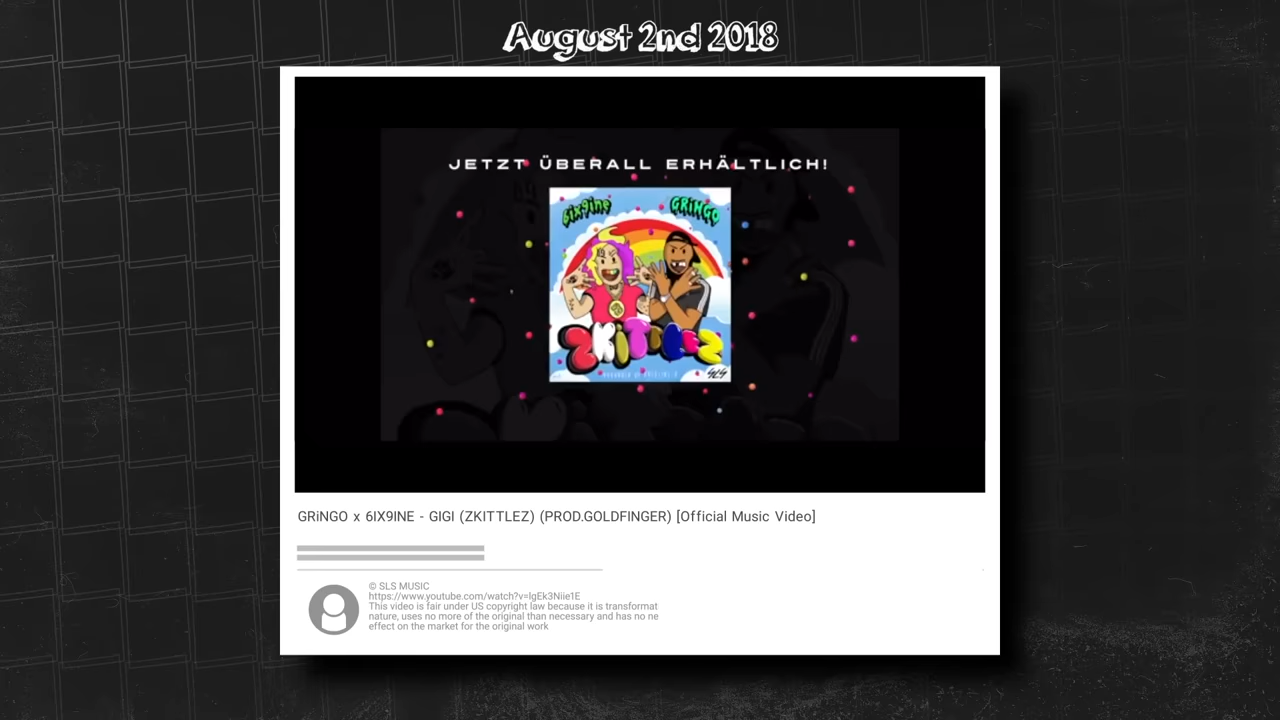 August 2nd 2018
JETZT ÜBERALL ERHÄLTLICH!
6ix9ine GRiNGO
ZKiTTLEZ
SLS
GRiNGO x 6IX9INE - GIGI (ZKITTLEZ) (PROD.GOLDFINGER) [Official Music Video]
© SLS MUSIC
https://www.youtube.com/watch?v=lgEk3Niie1E
This video is fair under US copyright law because it is transformat
nature, uses no more of the original than necessary and has no ne
effect on the market for the original work